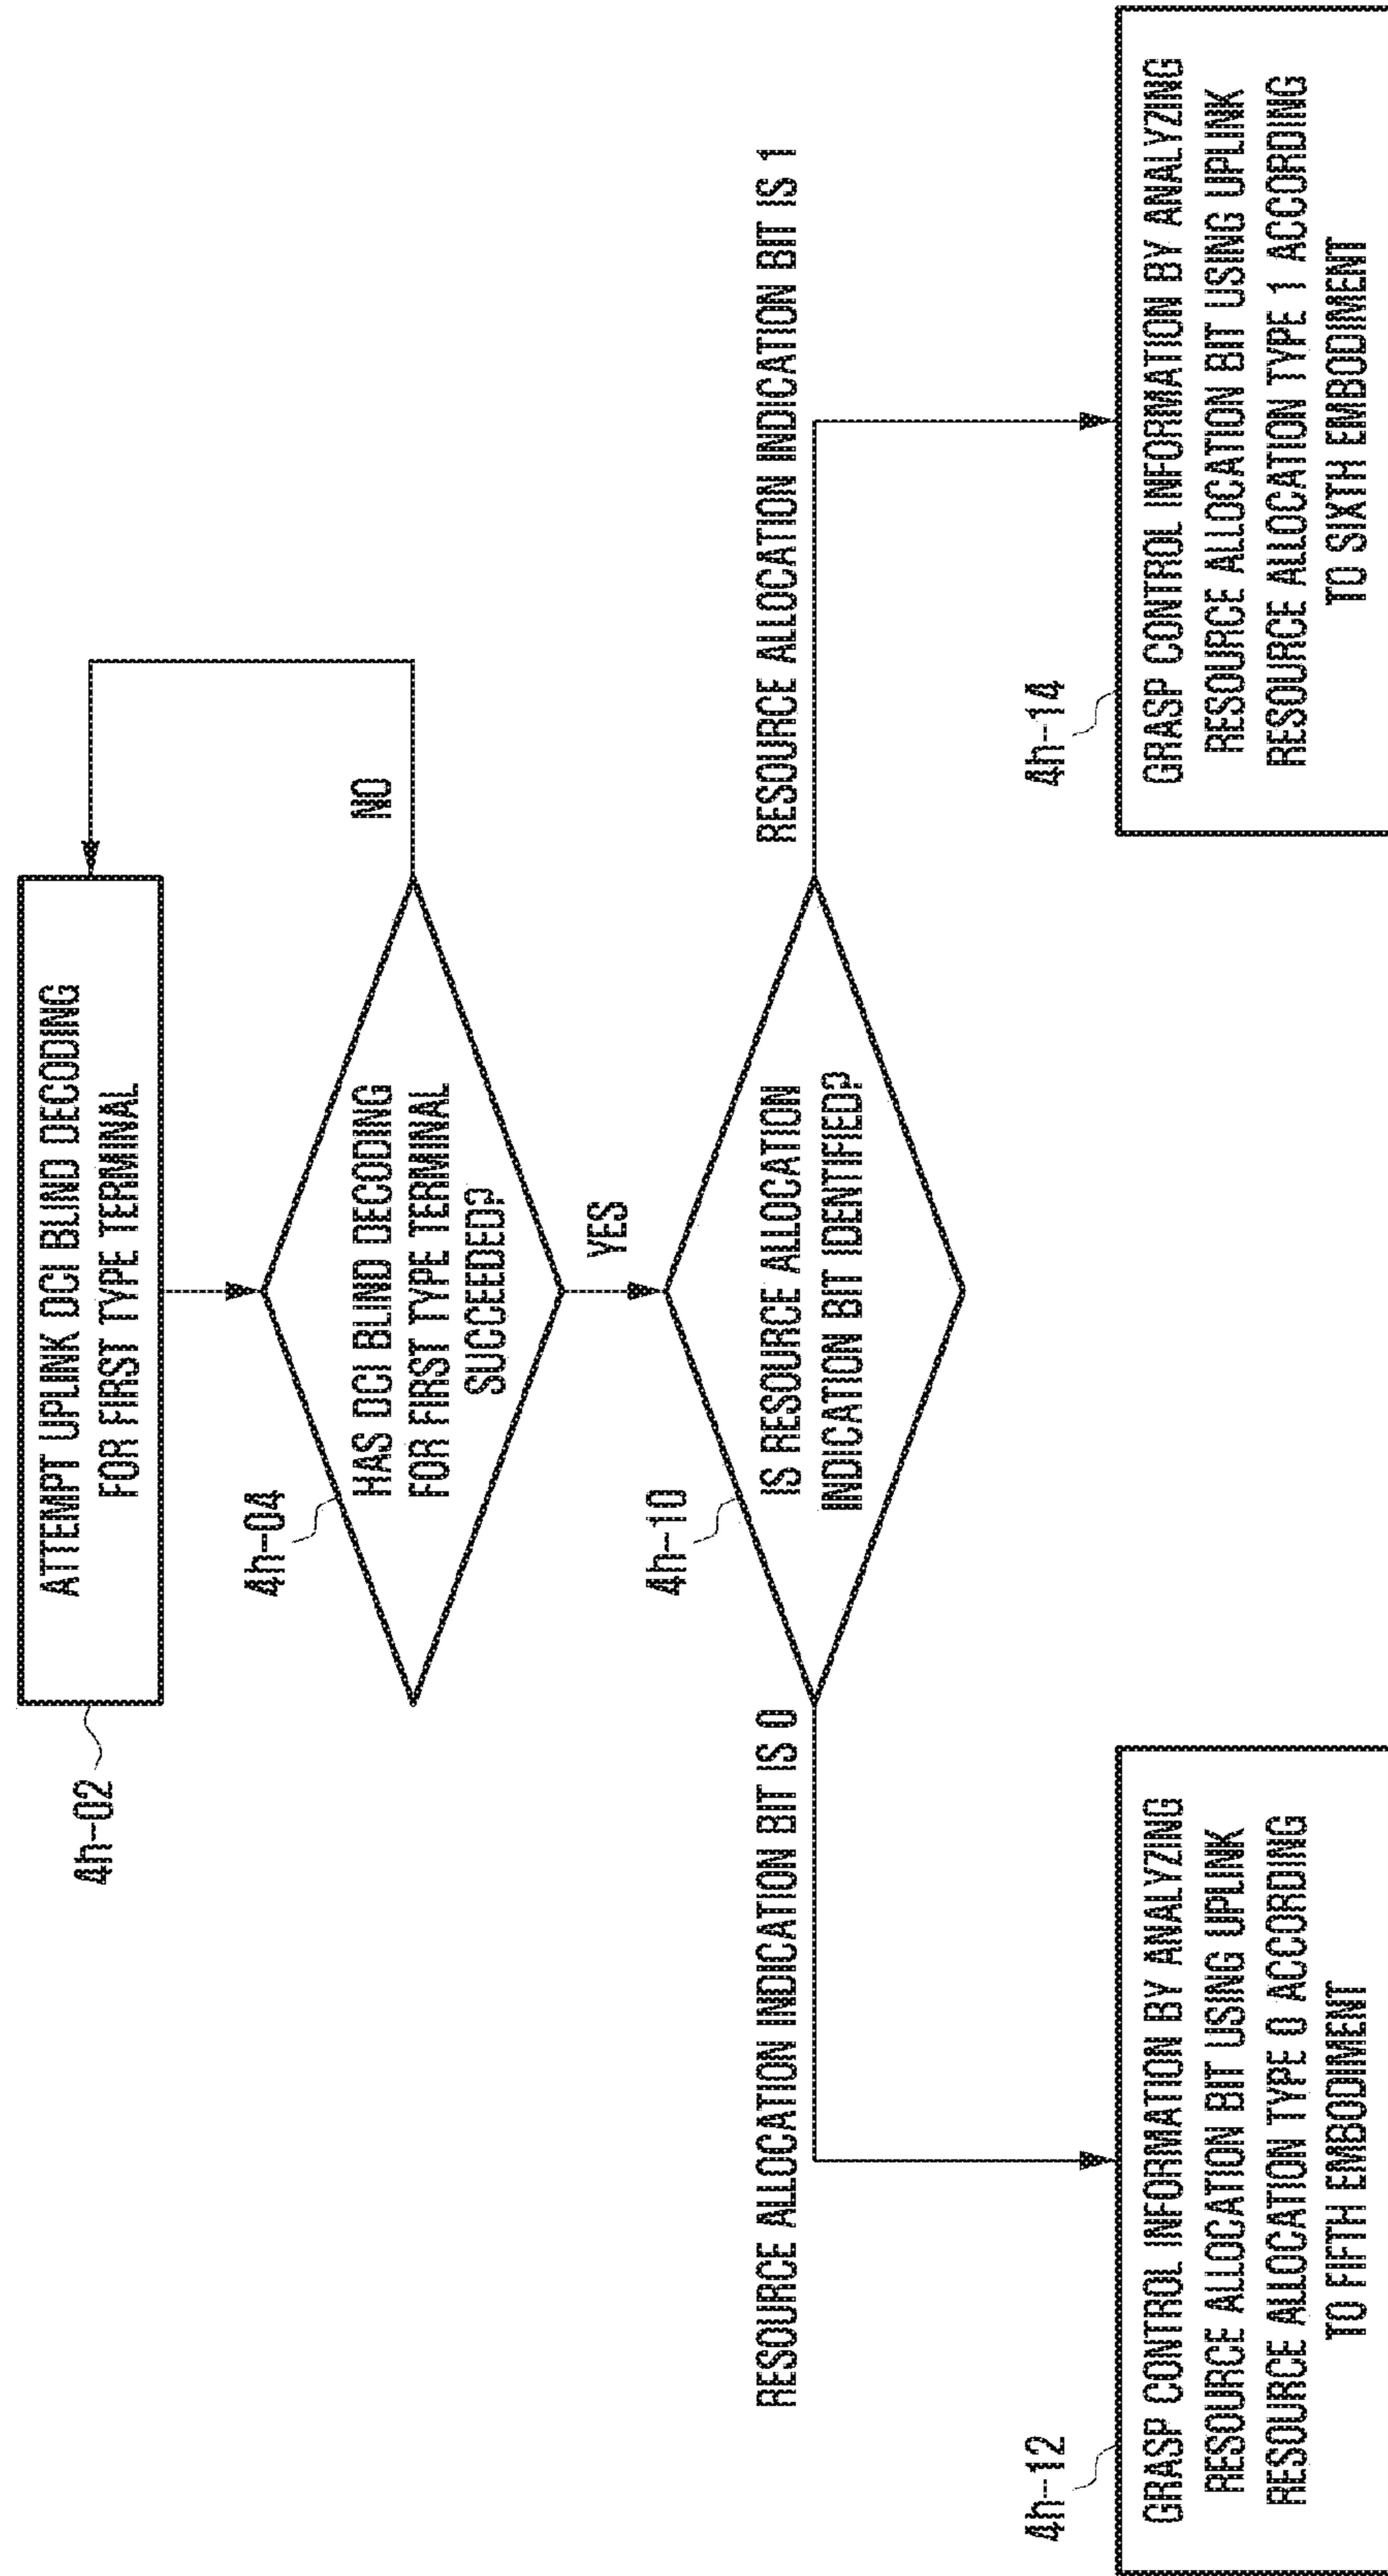 4h-02
ATTEMPT UPLINK DCI BLIND DECODING
FOR FIRST TYPE TERMINAL
4h-04
HAS DCI BLIND DECODING
FOR FIRST TYPE TERMINAL
SUCCEEDED?
NO
YES
4h-10
IS RESOURCE ALLOCATION
INDICATION BIT IDENTIFIED?
RESOURCE ALLOCATION INDICATION BIT IS 0
RESOURCE ALLOCATION INDICATION BIT IS 1
4h-12
GRASP CONTROL INFORMATION BY ANALYZING
RESOURCE ALLOCATION BIT USING UPLINK
RESOURCE ALLOCATION TYPE 0 ACCORDING
TO FIFTH EMBODIMENT
4h-14
GRASP CONTROL INFORMATION BY ANALYZING
RESOURCE ALLOCATION BIT USING UPLINK
RESOURCE ALLOCATION TYPE 1 ACCORDING
TO SIXTH EMBODIMENT